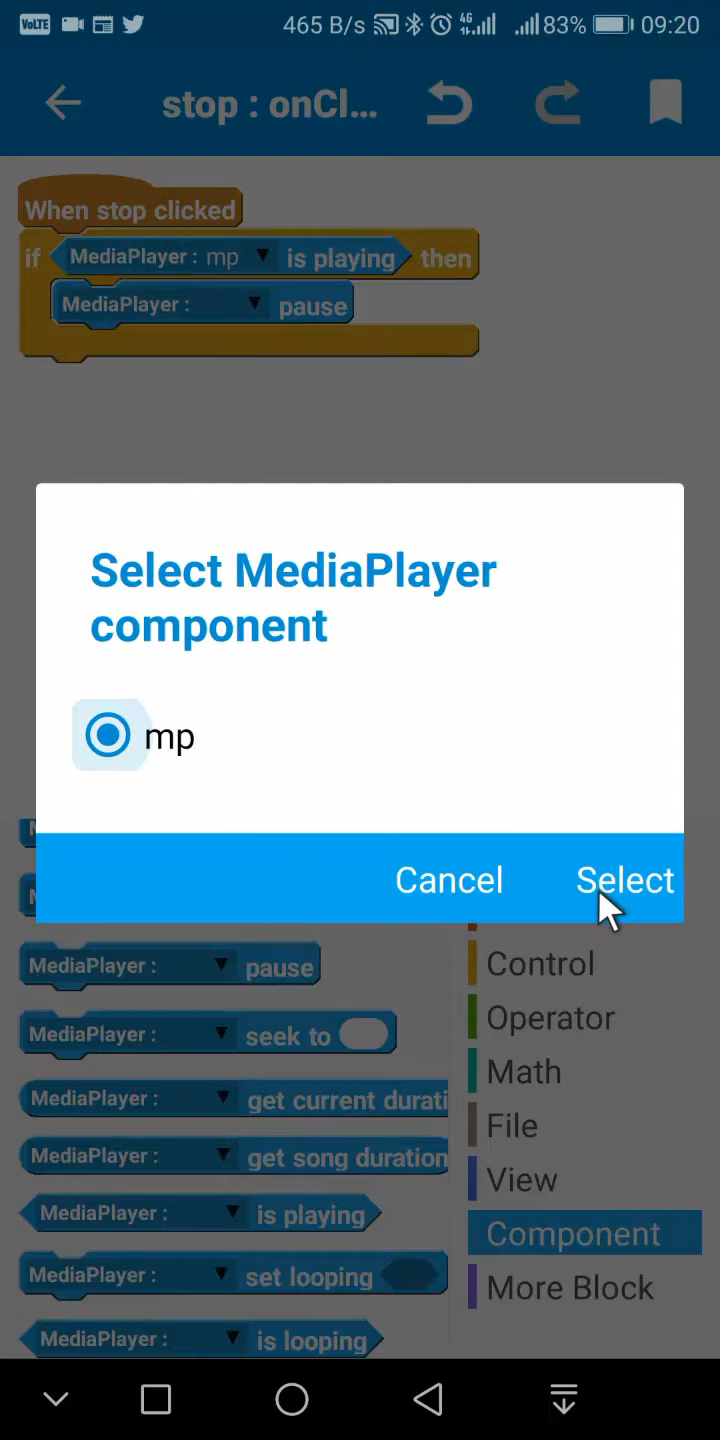 VoLTE 465 B/s 4G 83% 09:20
stop : onCl...
When stop clicked
if MediaPlayer : mp is playing then
MediaPlayer : pause
Select MediaPlayer
component
mp
Cancel Select
Control
MediaPlayer : pause
Operator
MediaPlayer : seek to
Math
MediaPlayer : get current durati
File
MediaPlayer : get song duration
View
MediaPlayer : is playing
Component
MediaPlayer : set looping
More Block
MediaPlayer : is looping